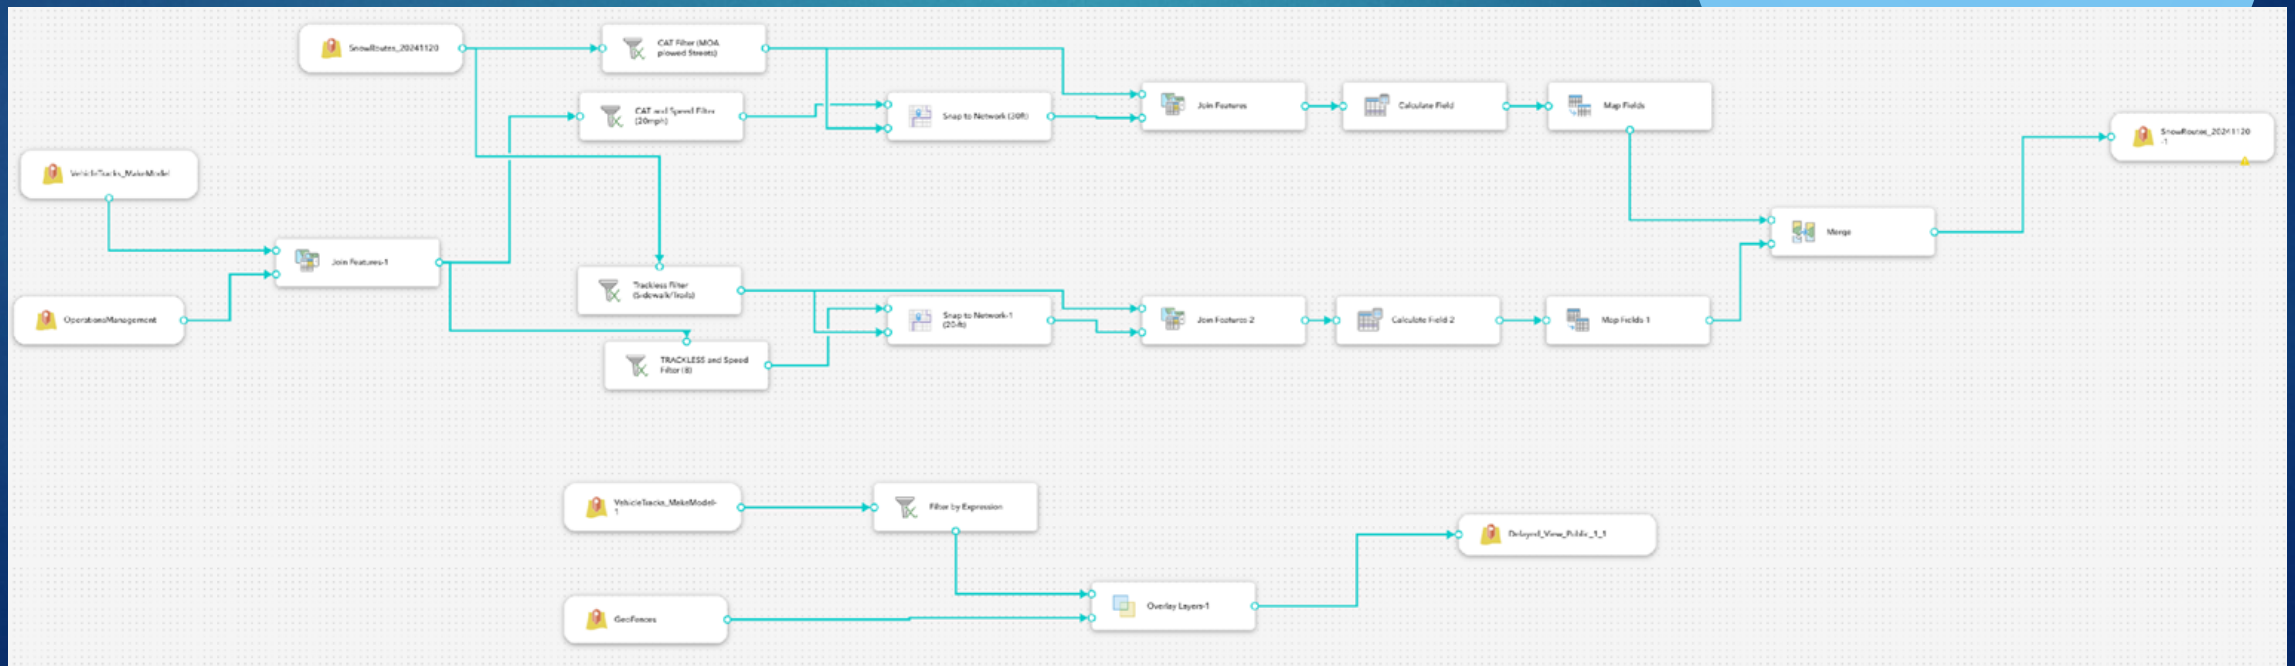 SnowRoutes_20241120
CAT Filter (MOA
plowed Streets)
CAT and Speed Filter
(20mph)
Snap to Network (30ft)
Join Features
Calculate Field
Map Fields
SnowRoutes_20241120
-1
VehicleTracks_MakeModel
Merge
Join Features-1
Trackless Filter
(Sidewalk/Trails)
OperationsManagement
Snap to Network-1
(20-ft)
Join Features 2
Calculate Field 2
Map Fields 1
TRACKLESS and Speed
Filter (8)
VehicleTracks_MakeModel-
1
Filter by Expression
Delayed_View_Public_1_1
GeoFences
Overlay Layers-1